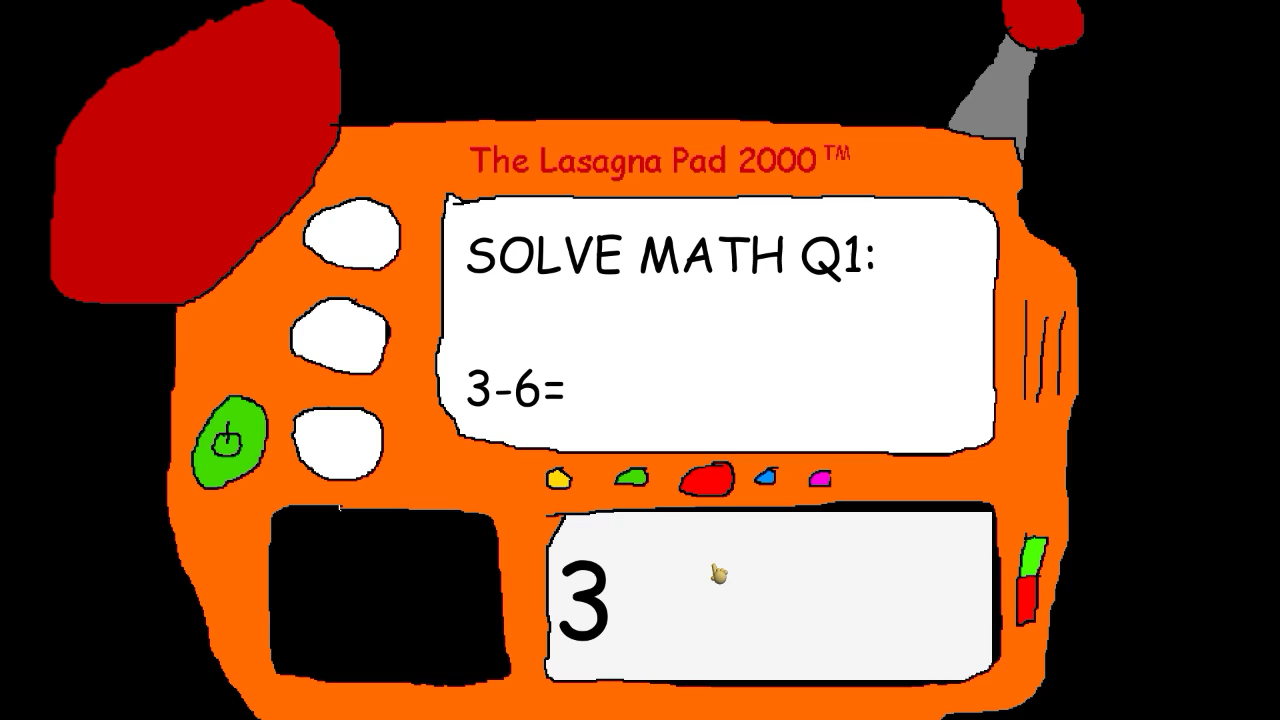 The Lasagna Pad 2000™
SOLVE MATH Q1:
3-6=
3